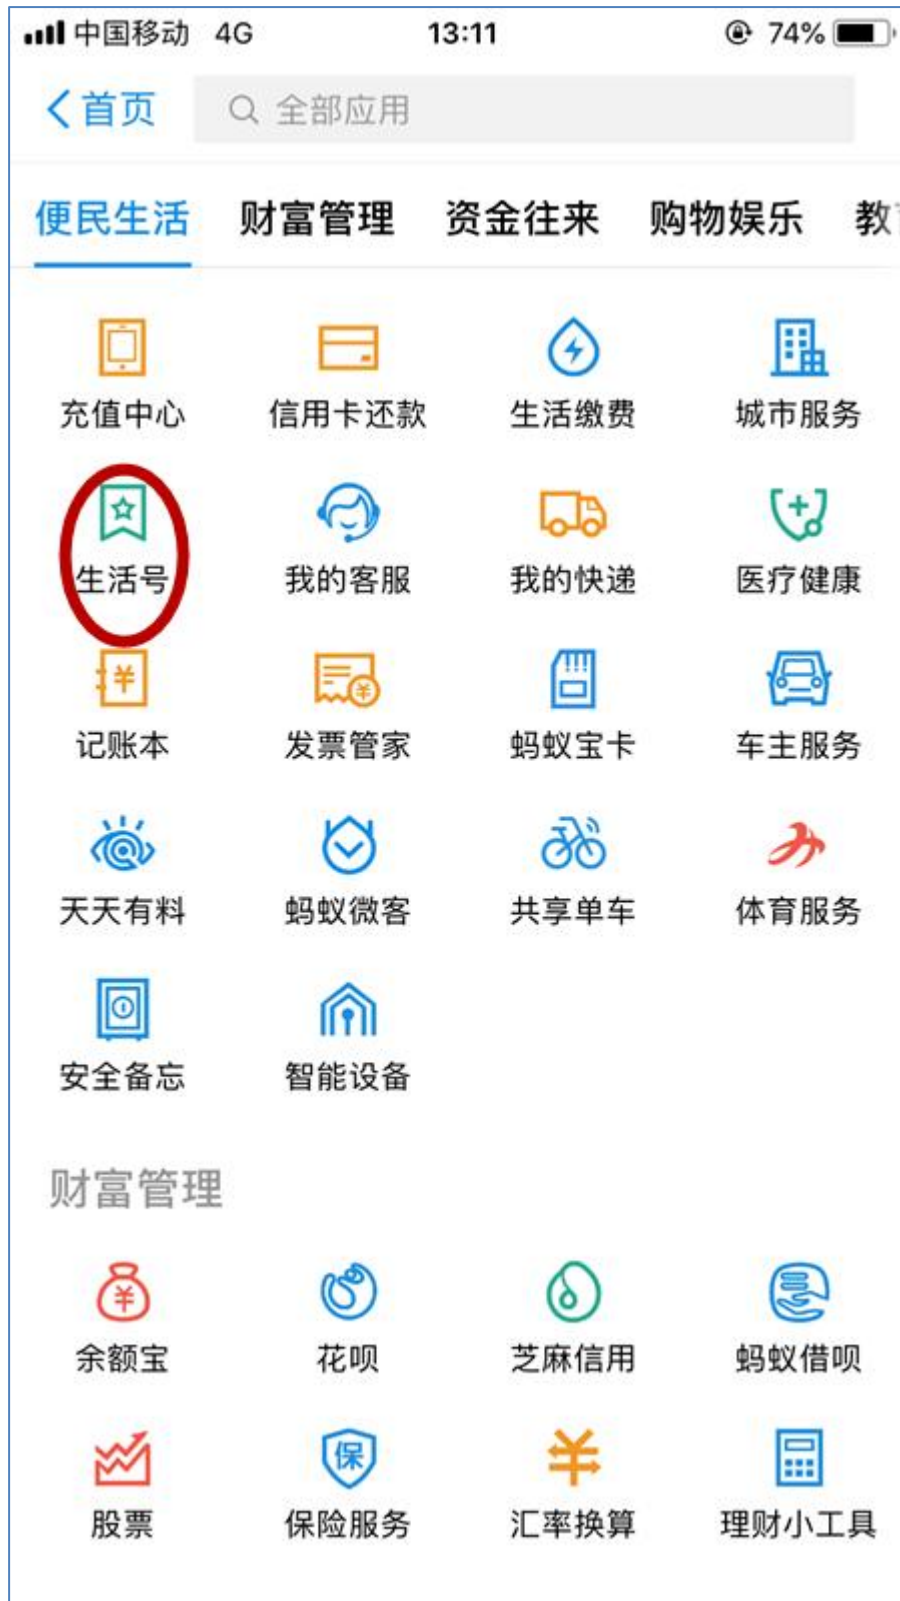 中国移动 4G 13:11 74%
首页 全部应用
便民生活 财富管理 资金往来 购物娱乐 教
充值中心 信用卡还款 生活缴费 城市服务
生活号 我的客服 我的快递 医疗健康
记账本 发票管家 蚂蚁宝卡 车主服务
天天有料 蚂蚁微客 共享单车 体育服务
安全备忘 智能设备
财富管理
余额宝 花呗 芝麻信用 蚂蚁借呗
保
股票 保险服务 汇率换算 理财小工具